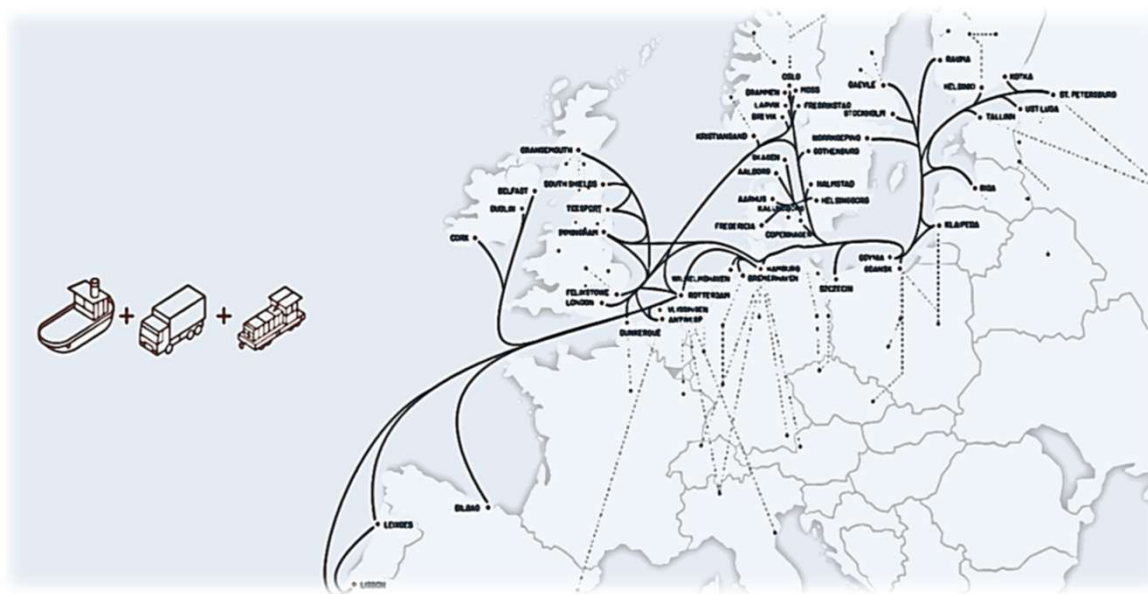 RAUMA
KOTKA
OSLO
GAEVLE
HELSINKI
DRAMMEN
MOSS
ST. PETERSBURG
LARVIK
FREDRIKSTAD
UST LUGA
BREVIK
STOCKHOLM
TALLINN
KRISTIANSAND
NORRKOEPING
GRANGEMOUTH
GOTHENBURG
SKAGEN
AALBORG
BELFAST
SOUTH SHIELDS
HALMSTAD
RIGA
AARHUS
HELSINGBORG
DUBLIN
TEESPORT
KALUNDBORG
FREDERICIA
KLAIPEDA
CORK
IMMINGHAM
COPENHAGEN
GDYNIA
GDANSK
HAMBURG
WILHELMSHAVEN
BREMERHAVEN
SZCZECIN
FELIXSTOWE
ROTTERDAM
LONDON
VLISSINGEN
ANTWERP
DUNKERQUE
BILBAO
LEIXOES
LISBON